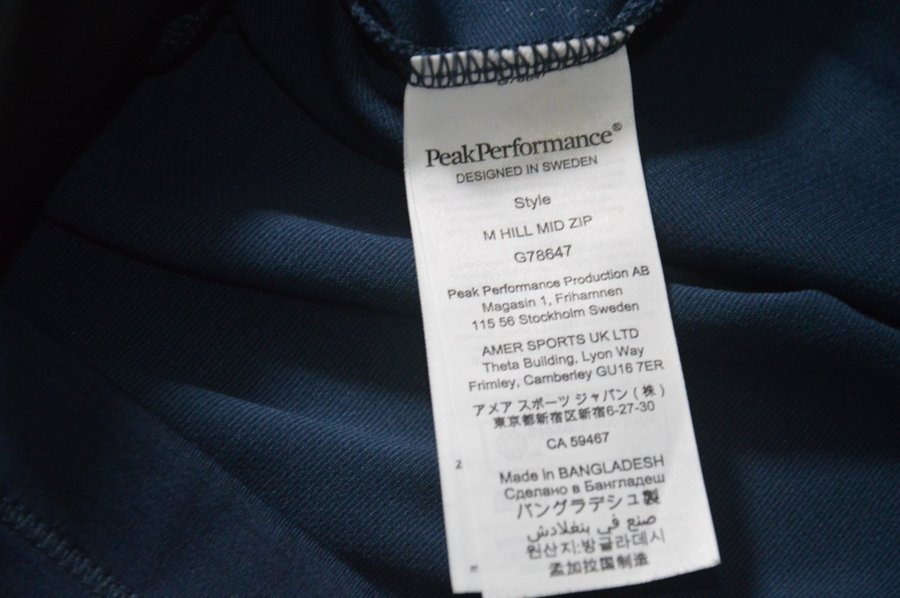 PeakPerformance®
DESIGNED IN SWEDEN
Style
M HILL MID ZIP
G78647
Peak Performance Production AB
Magasin 1, Frihamnen
115 56 Stockholm Sweden
AMER SPORTS UK LTD
Theta Building, Lyon Way
Frimley, Camberley GU16 7ER
アメア スポーツ ジャパン (株)
東京都新宿区新宿6-27-30
CA 59467
Made in BANGLADESH
Сделано в Бангладеш
バングラデシュ製
صنع في بنغلادش
원산지:방글라데시
孟加拉国制造
2